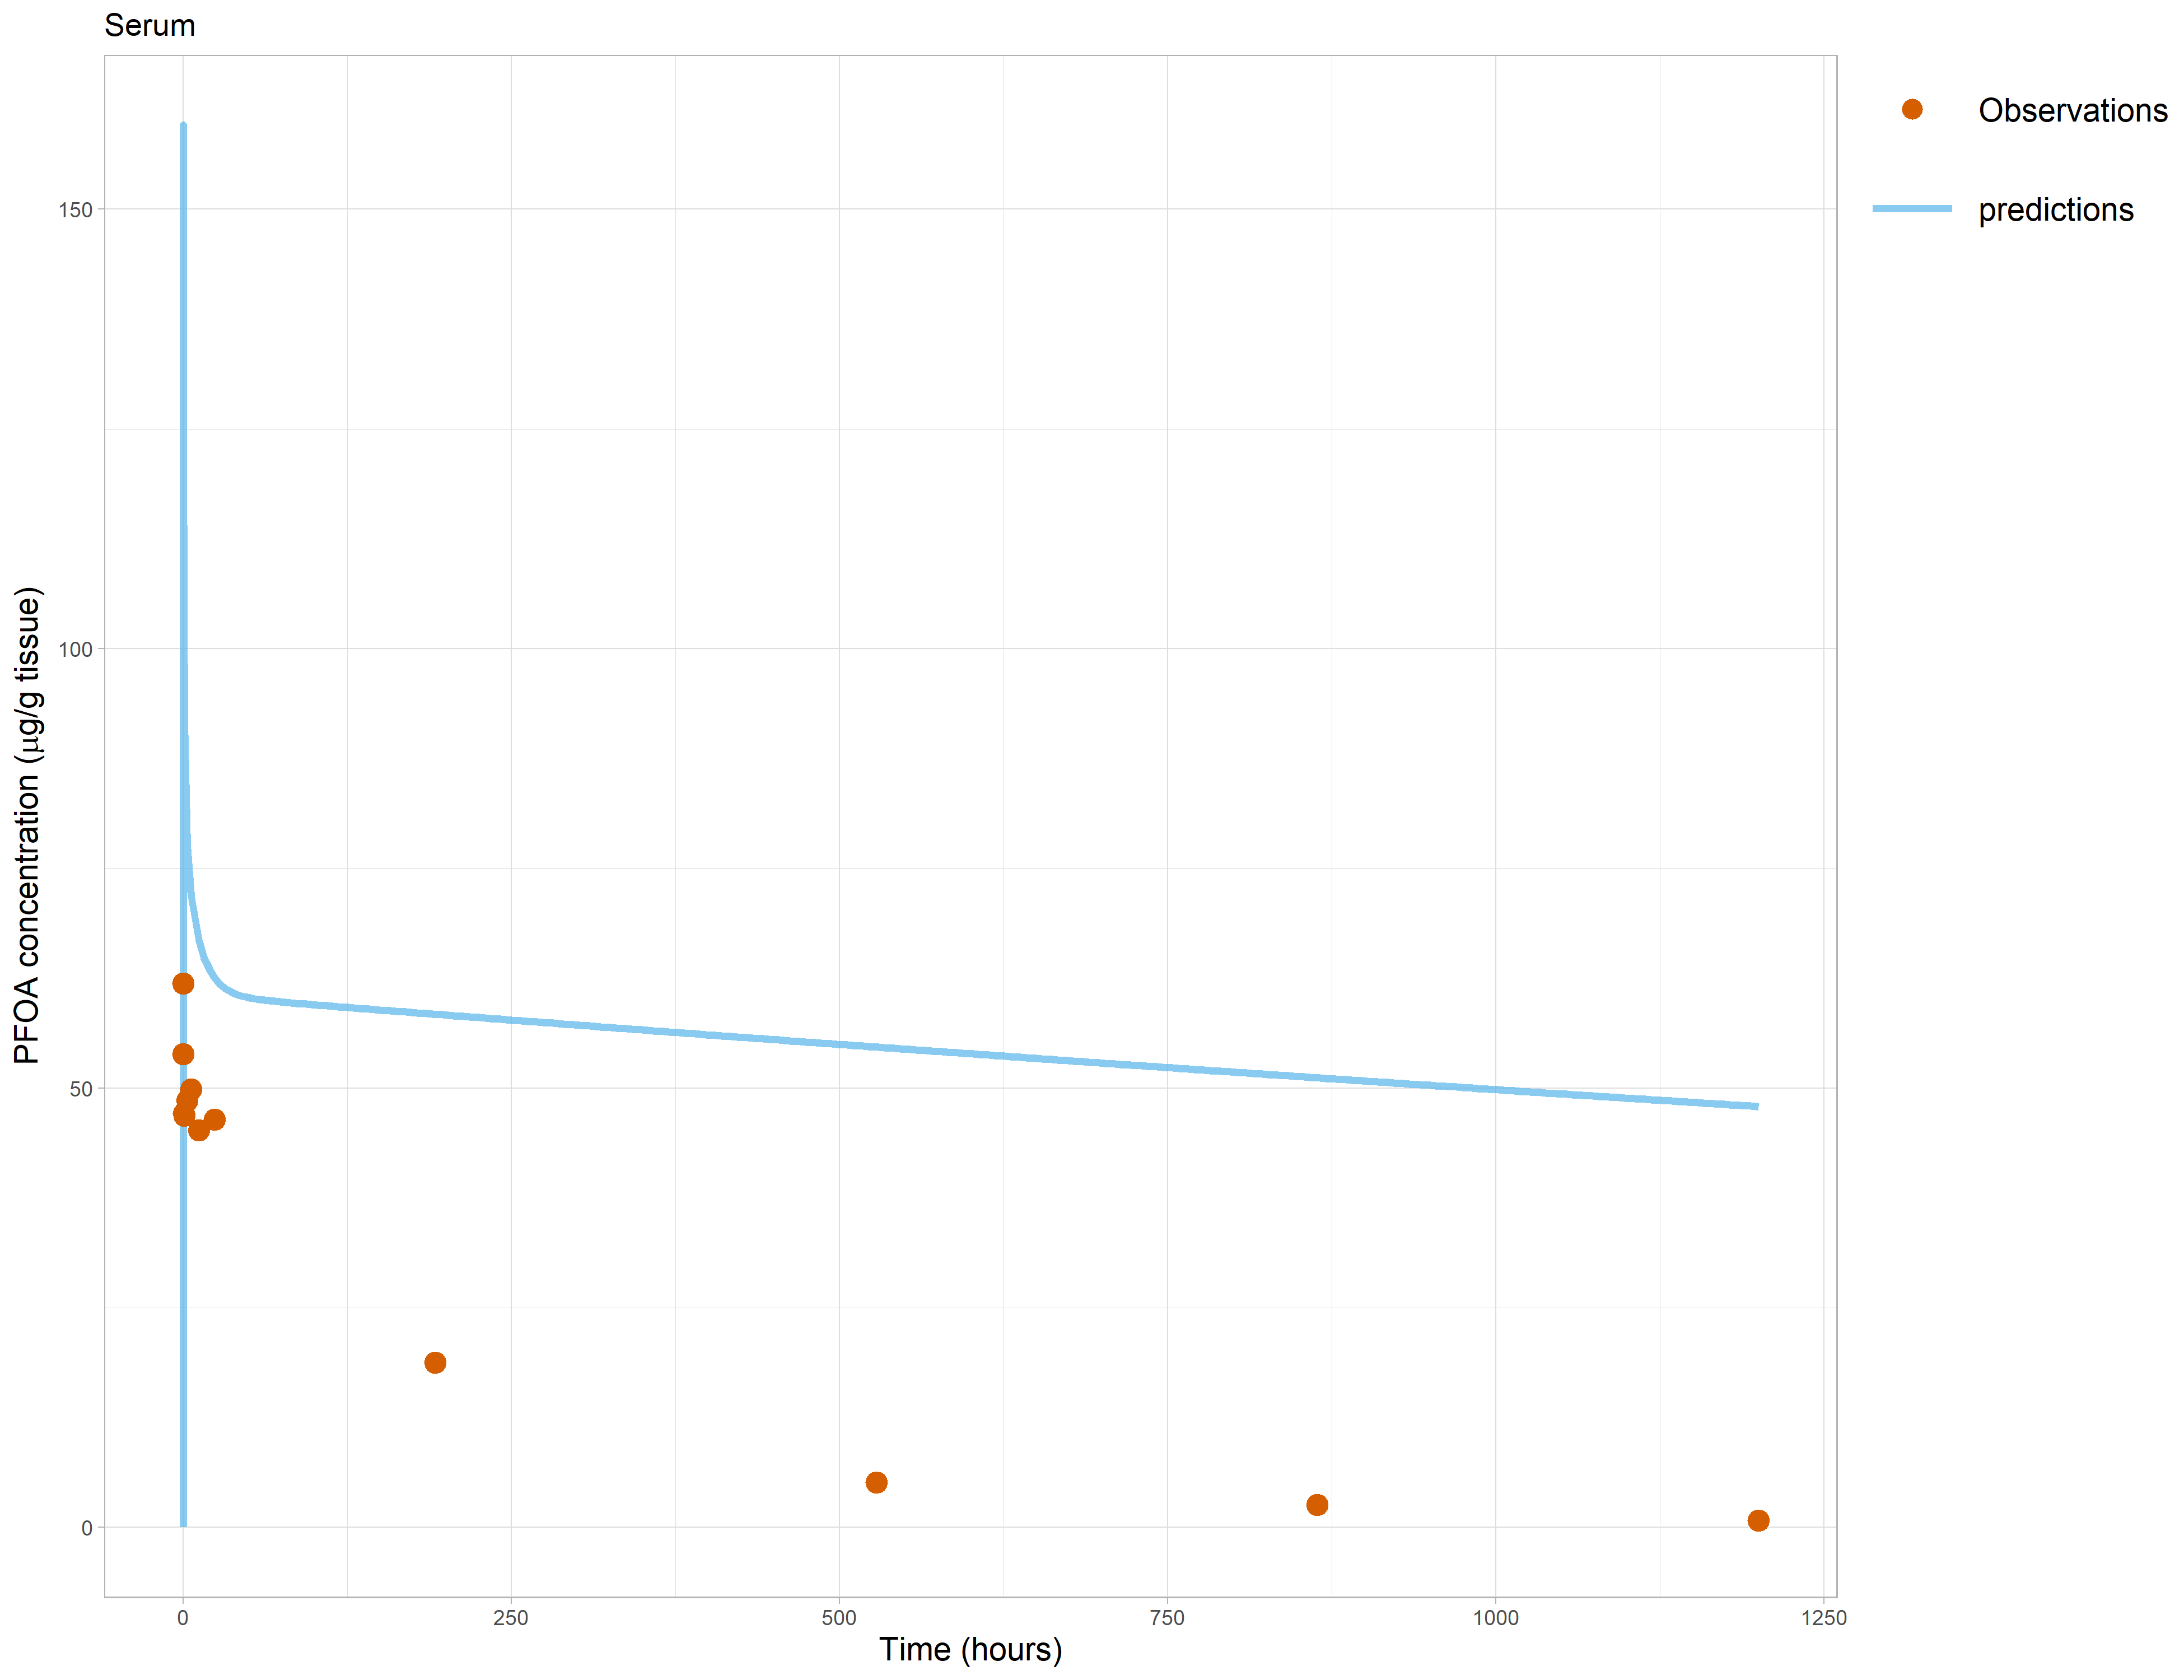 Serum
Observations
predictions
150
100
50
0
PFOA concentration (μg/g tissue)
0 250 500 750 1000 1250
Time (hours)